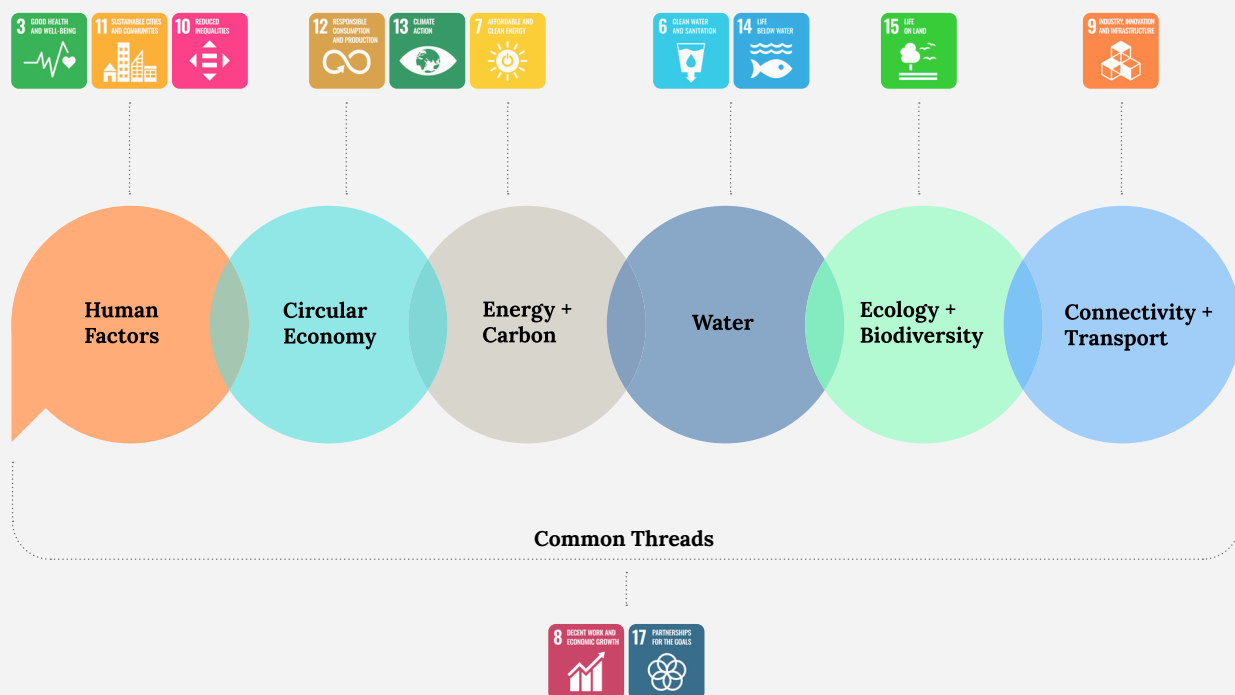 3 GOOD HEALTH
AND WELL-BEING
11 SUSTAINABLE CITIES
AND COMMUNITIES
10 REDUCED
INEQUALITIES
12 RESPONSIBLE
CONSUMPTION
AND PRODUCTION
13 CLIMATE
ACTION
7 AFFORDABLE AND
CLEAN ENERGY
6 CLEAN WATER
AND SANITATION
14 LIFE
BELOW WATER
15 LIFE
ON LAND
9 INDUSTRY, INNOVATION
AND INFRASTRUCTURE
Human
Factors
Circular
Economy
Energy +
Carbon
Water
Ecology +
Biodiversity
Connectivity +
Transport
Common Threads
8 DECENT WORK AND
ECONOMIC GROWTH
17 PARTNERSHIPS
FOR THE GOALS